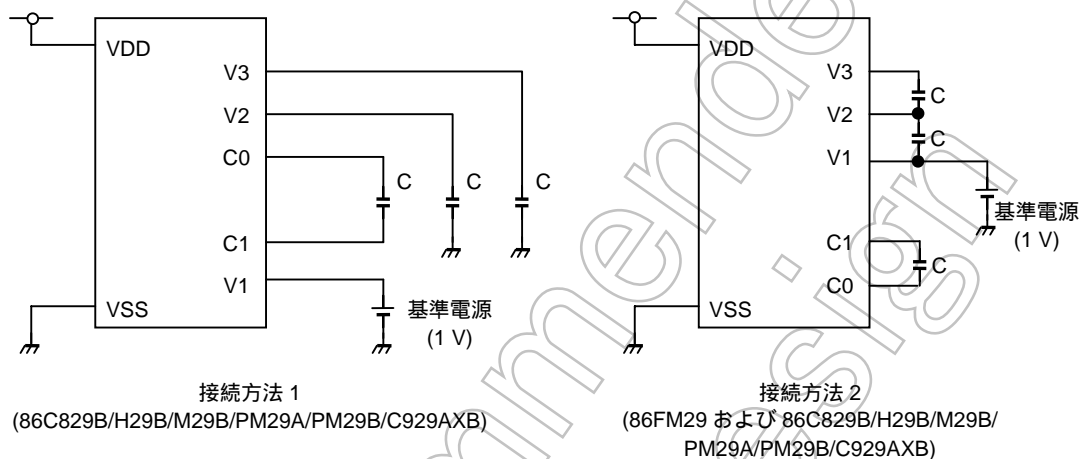 VDD
V3
V2
C0
C1
V1
VSS
C
C
C
基準電源
(1 V)
接続方法 1
(86C829B/H29B/M29B/PM29A/PM29B/C929AXB)
VDD
V3
V2
V1
C1
C0
VSS
C
C
C
基準電源
(1 V)
接続方法 2
(86FM29 および 86C829B/H29B/M29B/
PM29A/PM29B/C929AXB)